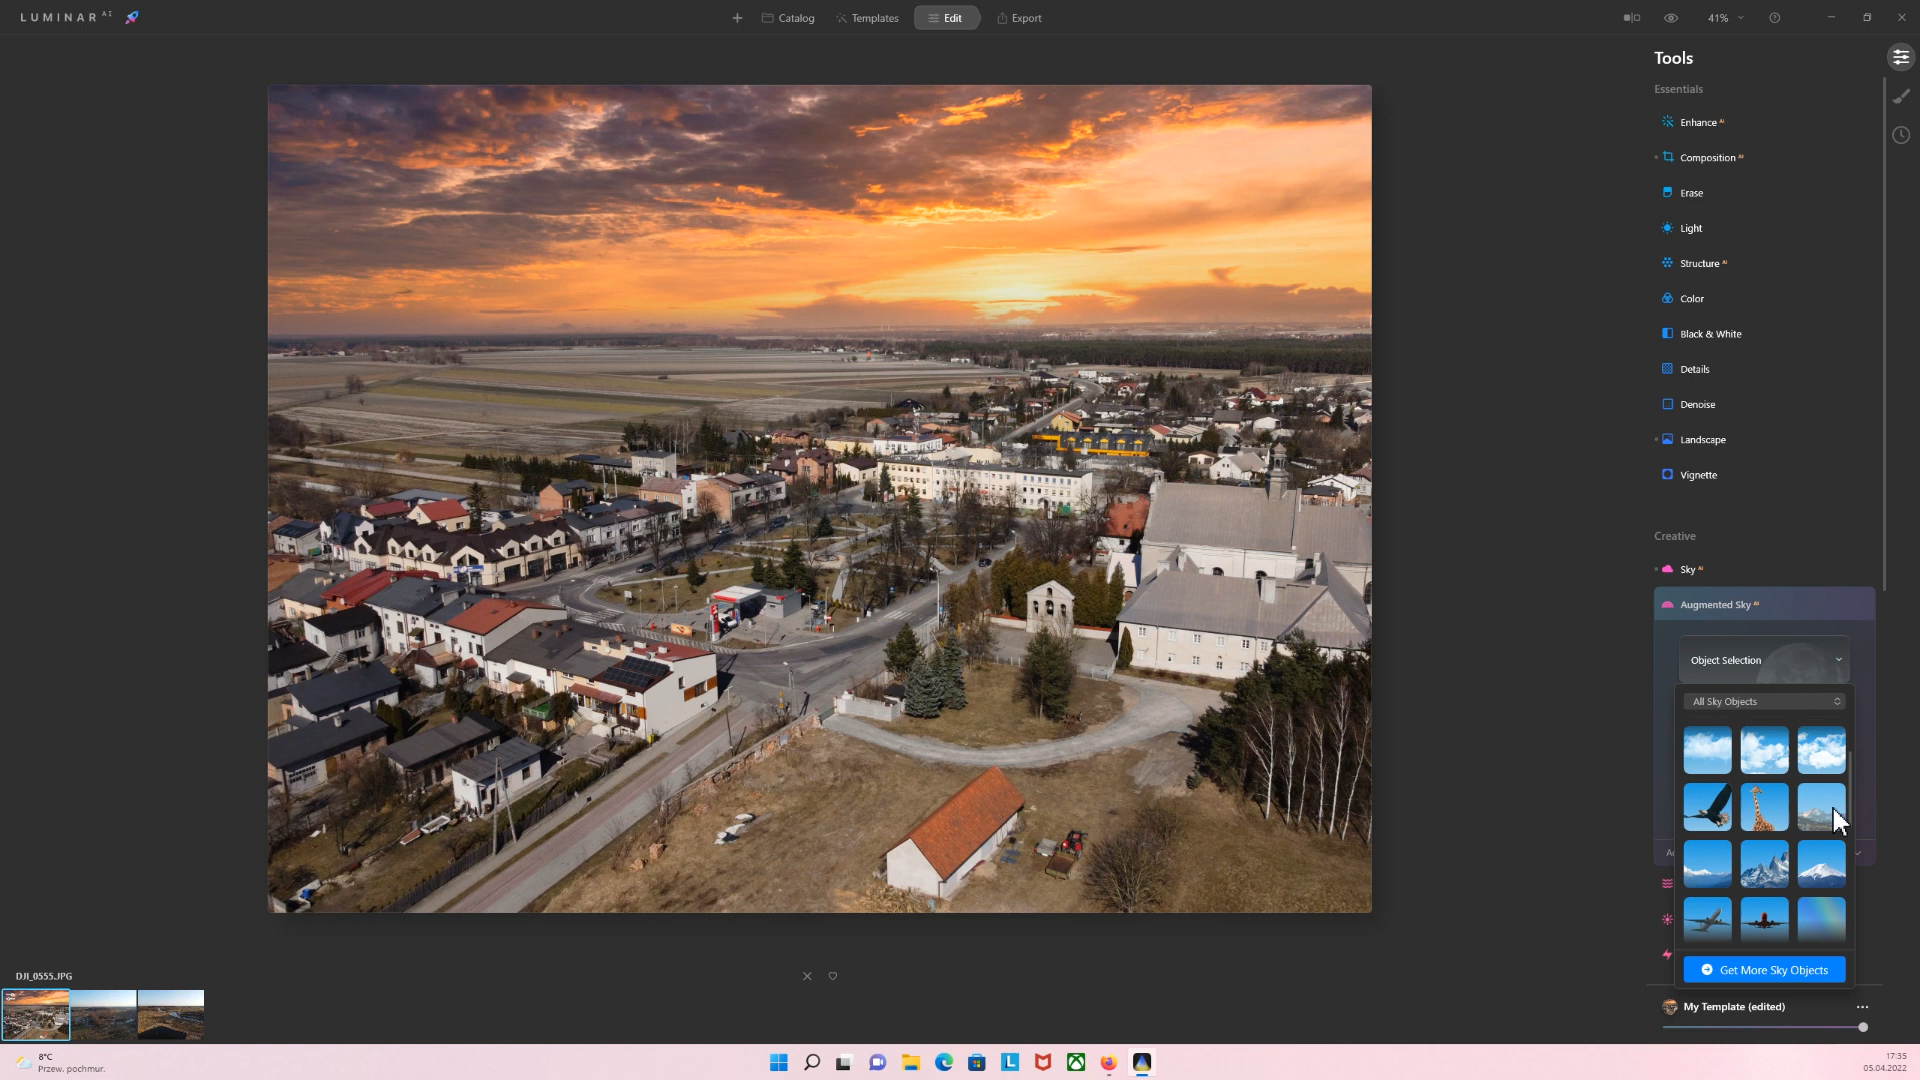 LUMINAR AI
Catalog
Templates
Edit
Export
41%
Tools
Essentials
Enhance AI
Composition AI
Erase
Light
Structure AI
Color
Black & White
Details
Denoise
Landscape
Vignette
Creative
Sky AI
Augmented Sky AI
Object Selection
All Sky Objects
Get More Sky Objects
My Template (edited)
DJI_0555.JPG
8°C
Przew. pochmur.
17:35
05.04.2022